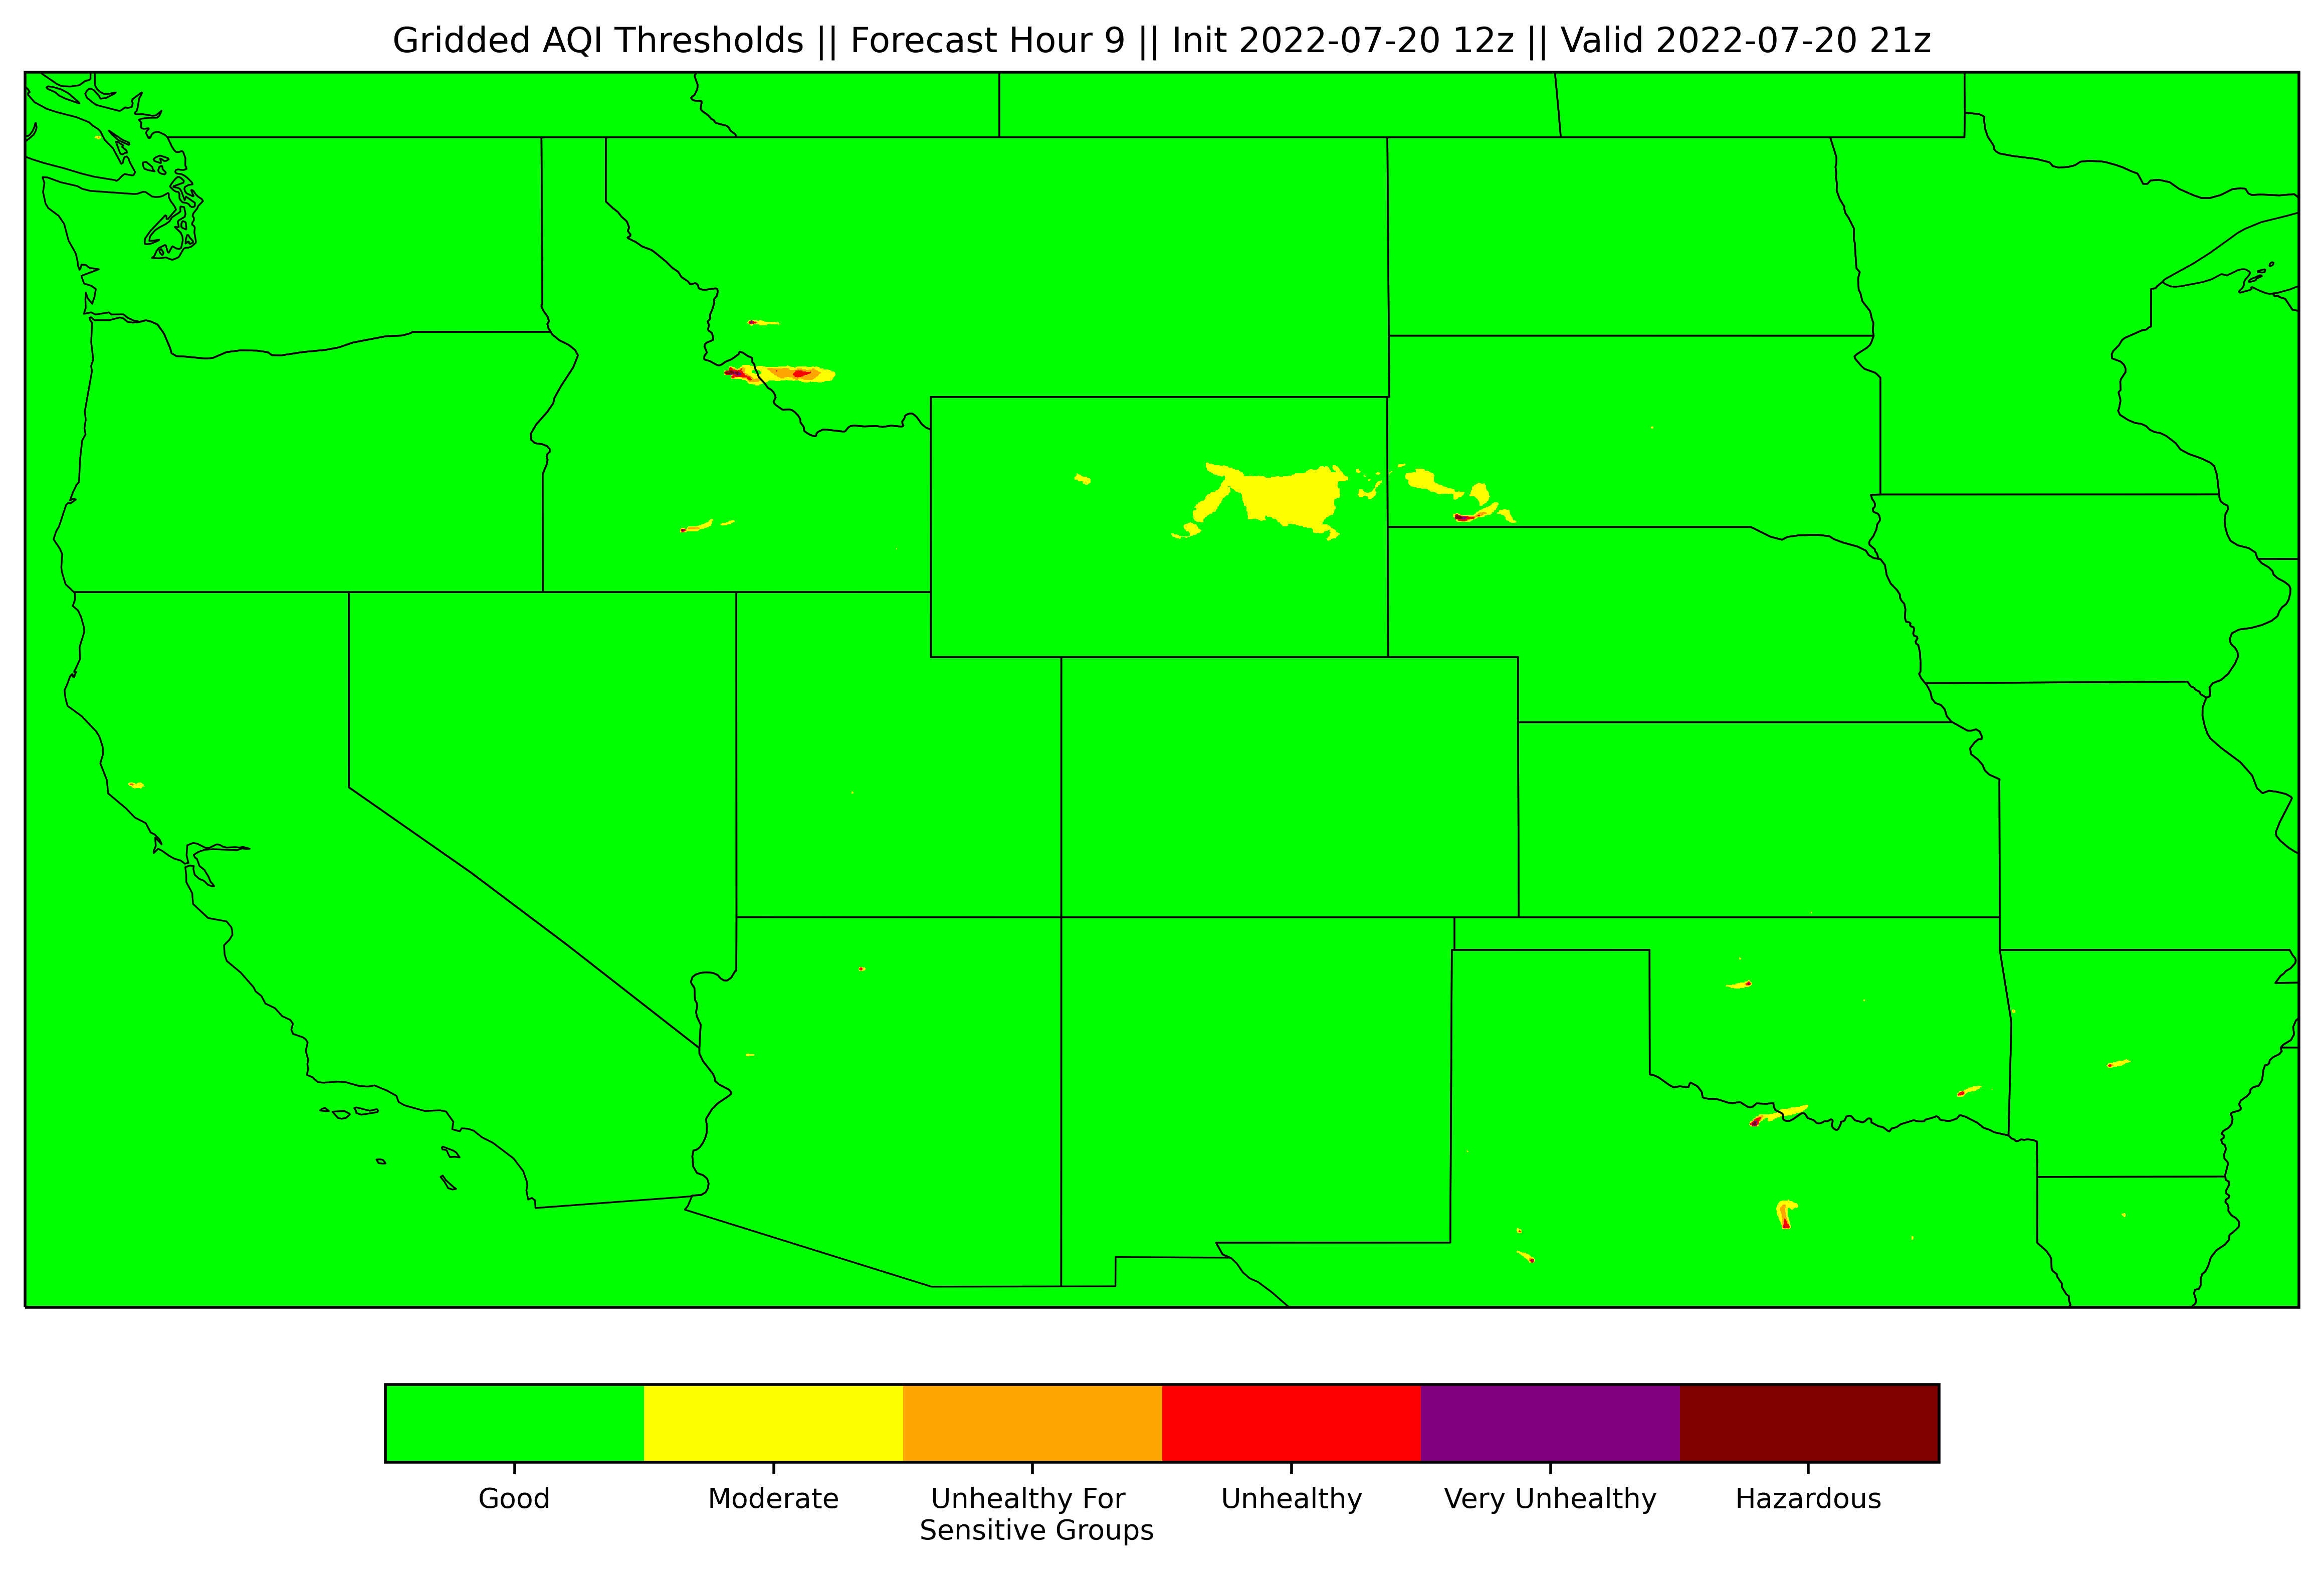 Gridded AQI Thresholds || Forecast Hour 9 || Init 2022-07-20 12z || Valid 2022-07-20 21z
Good
Moderate
Unhealthy For
Sensitive Groups
Unhealthy
Very Unhealthy
Hazardous